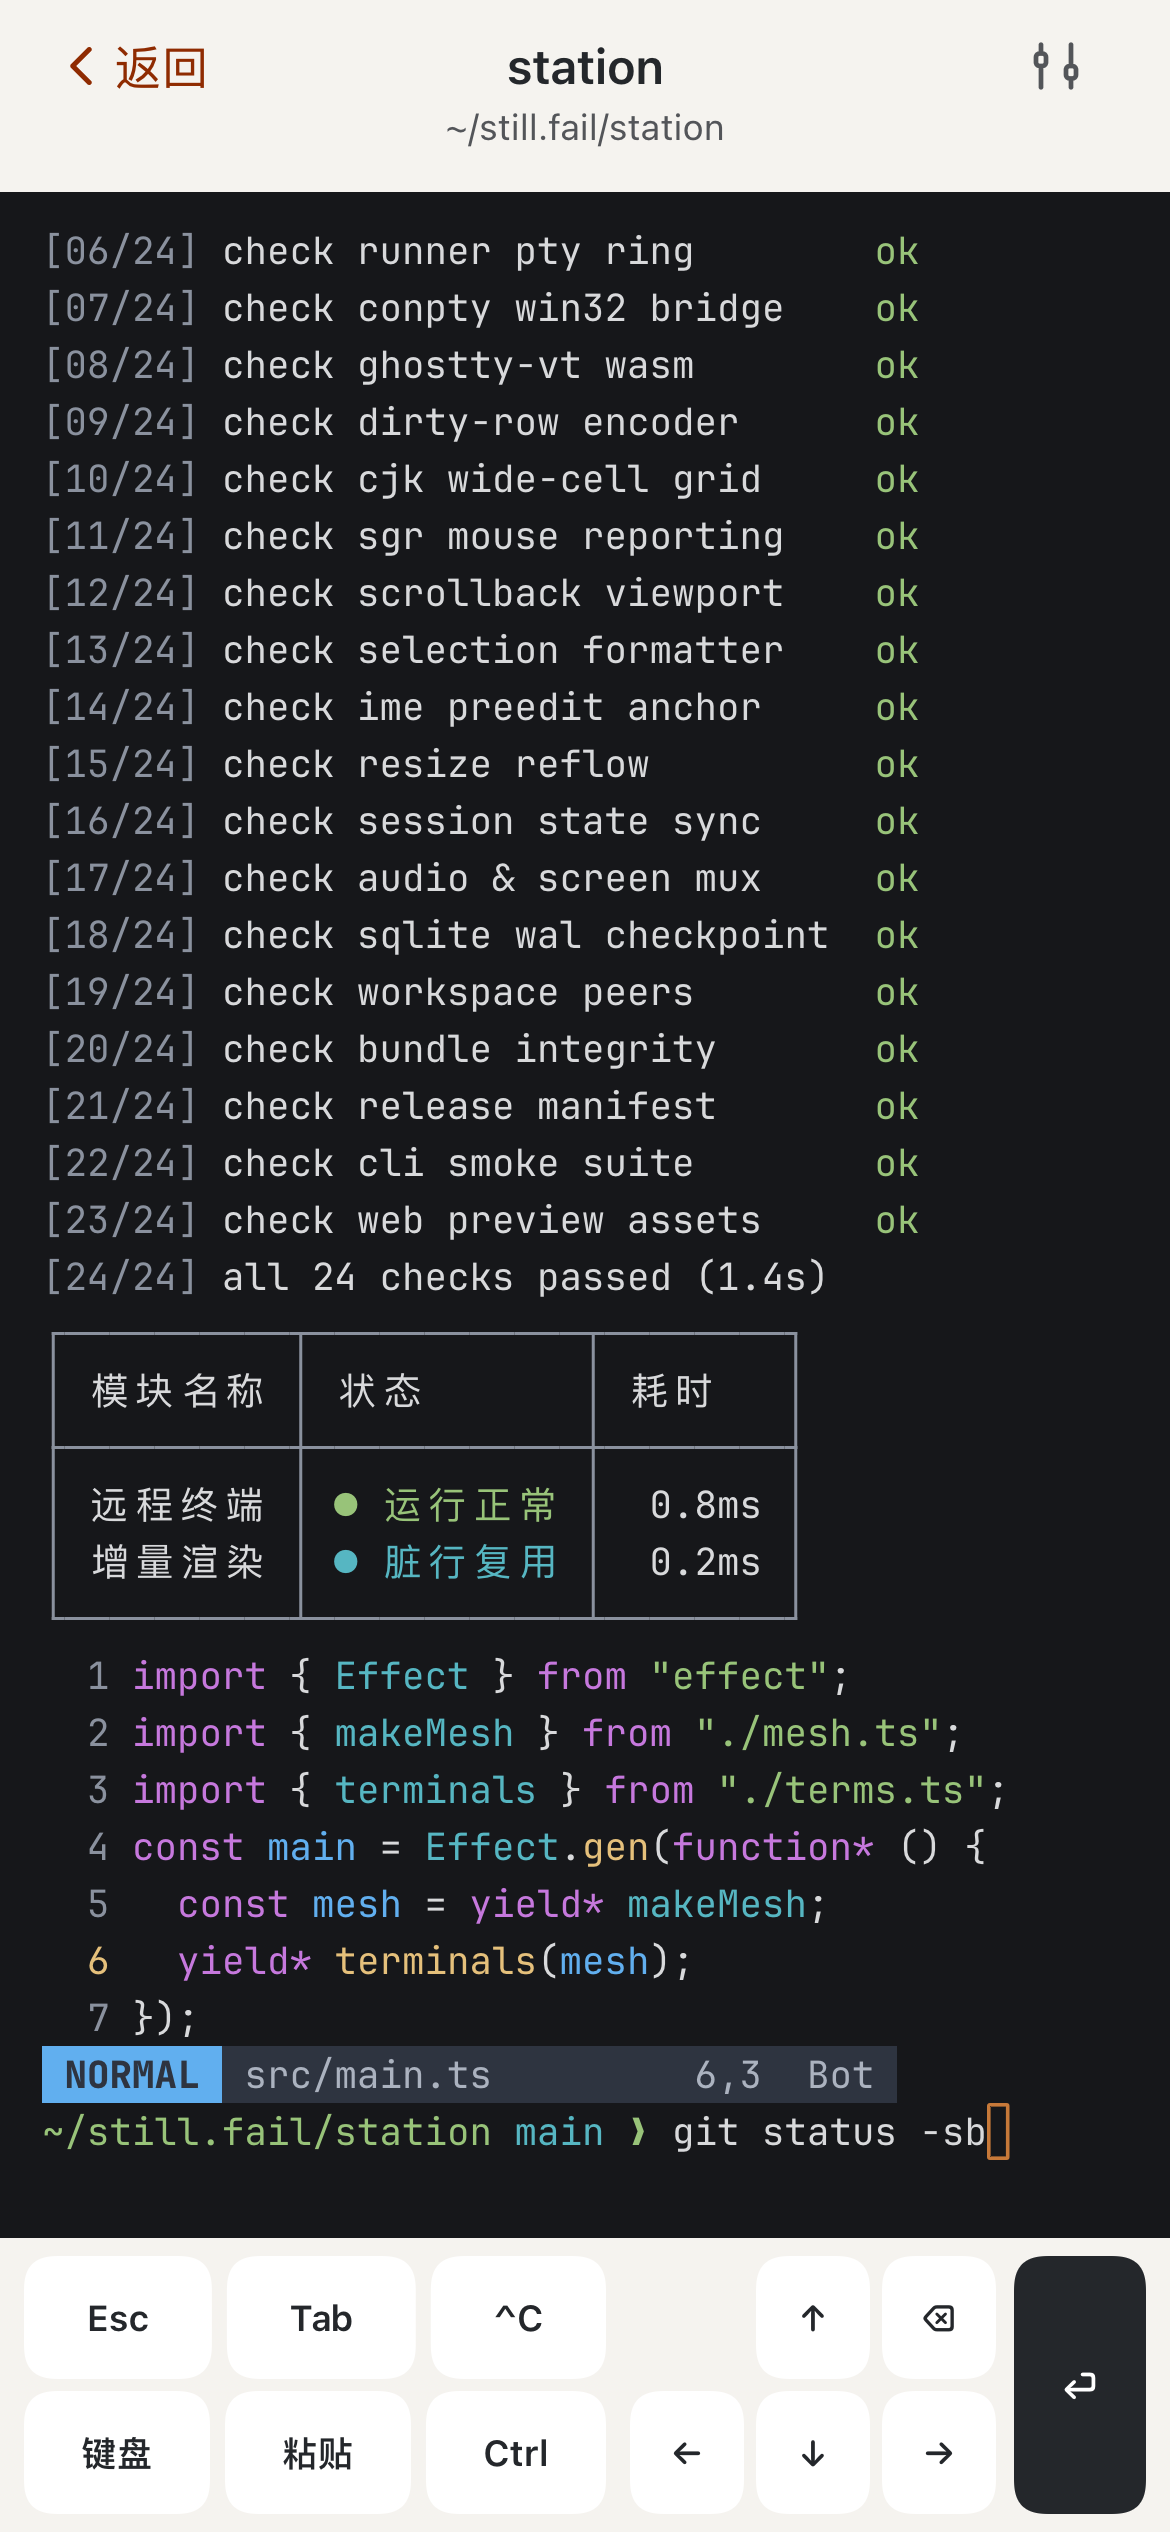 返回
station
~/still.fail/station
[06/24] check runner pty ring ok
[07/24] check conpty win32 bridge ok
[08/24] check ghostty-vt wasm ok
[09/24] check dirty-row encoder ok
[10/24] check cjk wide-cell grid ok
[11/24] check sgr mouse reporting ok
[12/24] check scrollback viewport ok
[13/24] check selection formatter ok
[14/24] check ime preedit anchor ok
[15/24] check resize reflow ok
[16/24] check session state sync ok
[17/24] check audio & screen mux ok
[18/24] check sqlite wal checkpoint ok
[19/24] check workspace peers ok
[20/24] check bundle integrity ok
[21/24] check release manifest ok
[22/24] check cli smoke suite ok
[23/24] check web preview assets ok
[24/24] all 24 checks passed (1.4s)
模块名称 状态 耗时
远程终端 ● 运行正常 0.8ms
增量渲染 ● 脏行复用 0.2ms
1 import { Effect } from "effect";
2 import { makeMesh } from "./mesh.ts";
3 import { terminals } from "./terms.ts";
4 const main = Effect.gen(function* () {
5   const mesh = yield* makeMesh;
6   yield* terminals(mesh);
7 });
NORMAL src/main.ts 6,3 Bot
~/still.fail/station main ❯ git status -sb
Esc Tab ^C ↑ ⌫
键盘 粘贴 Ctrl ← ↓ → ↵